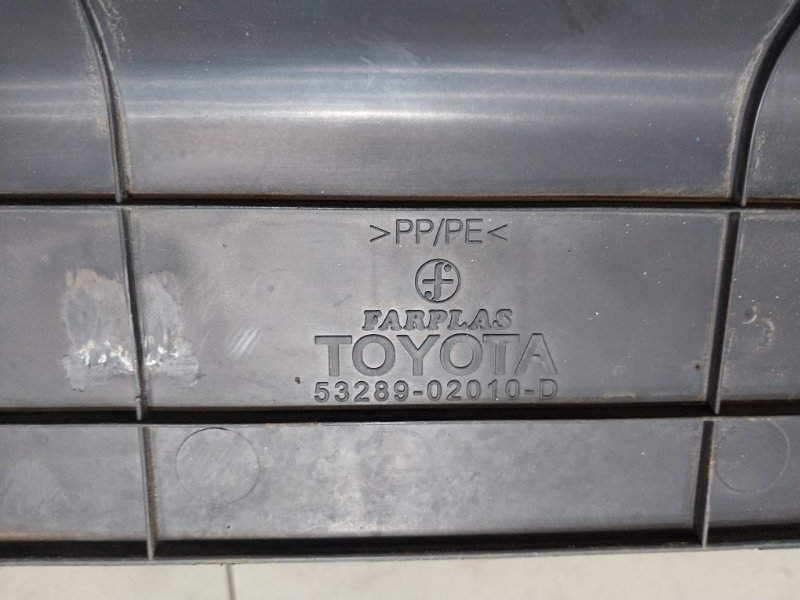 >PP/PE<
f
FARPLAS
TOYOTA
53289-02010-D